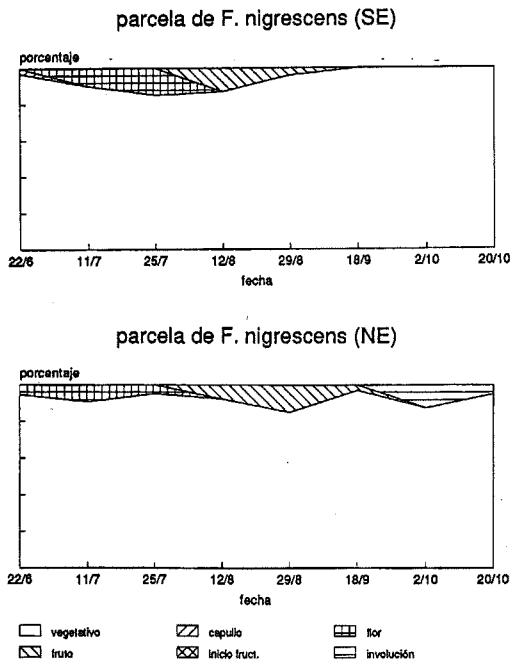 parcela de F. nigrescens (SE)
porcentaje
22/6 11/7 25/7 12/8 29/8 18/9 2/10 20/10
fecha
parcela de F. nigrescens (NE)
porcentaje
22/6 11/7 25/7 12/8 29/8 18/9 2/10 20/10
fecha
vegetativo capullo flor
fruto inicio fruct. involución